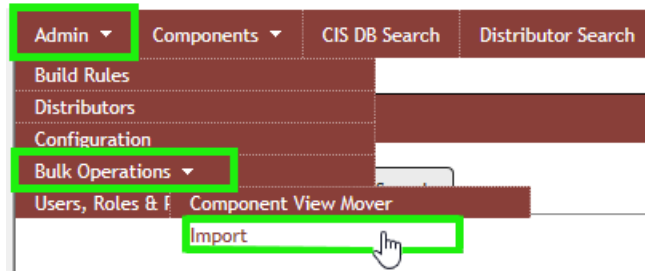 Admin Components CIS DB Search Distributor Search
Build Rules
Distributors
Configuration
Bulk Operations
Users, Roles &
Component View Mover
Import